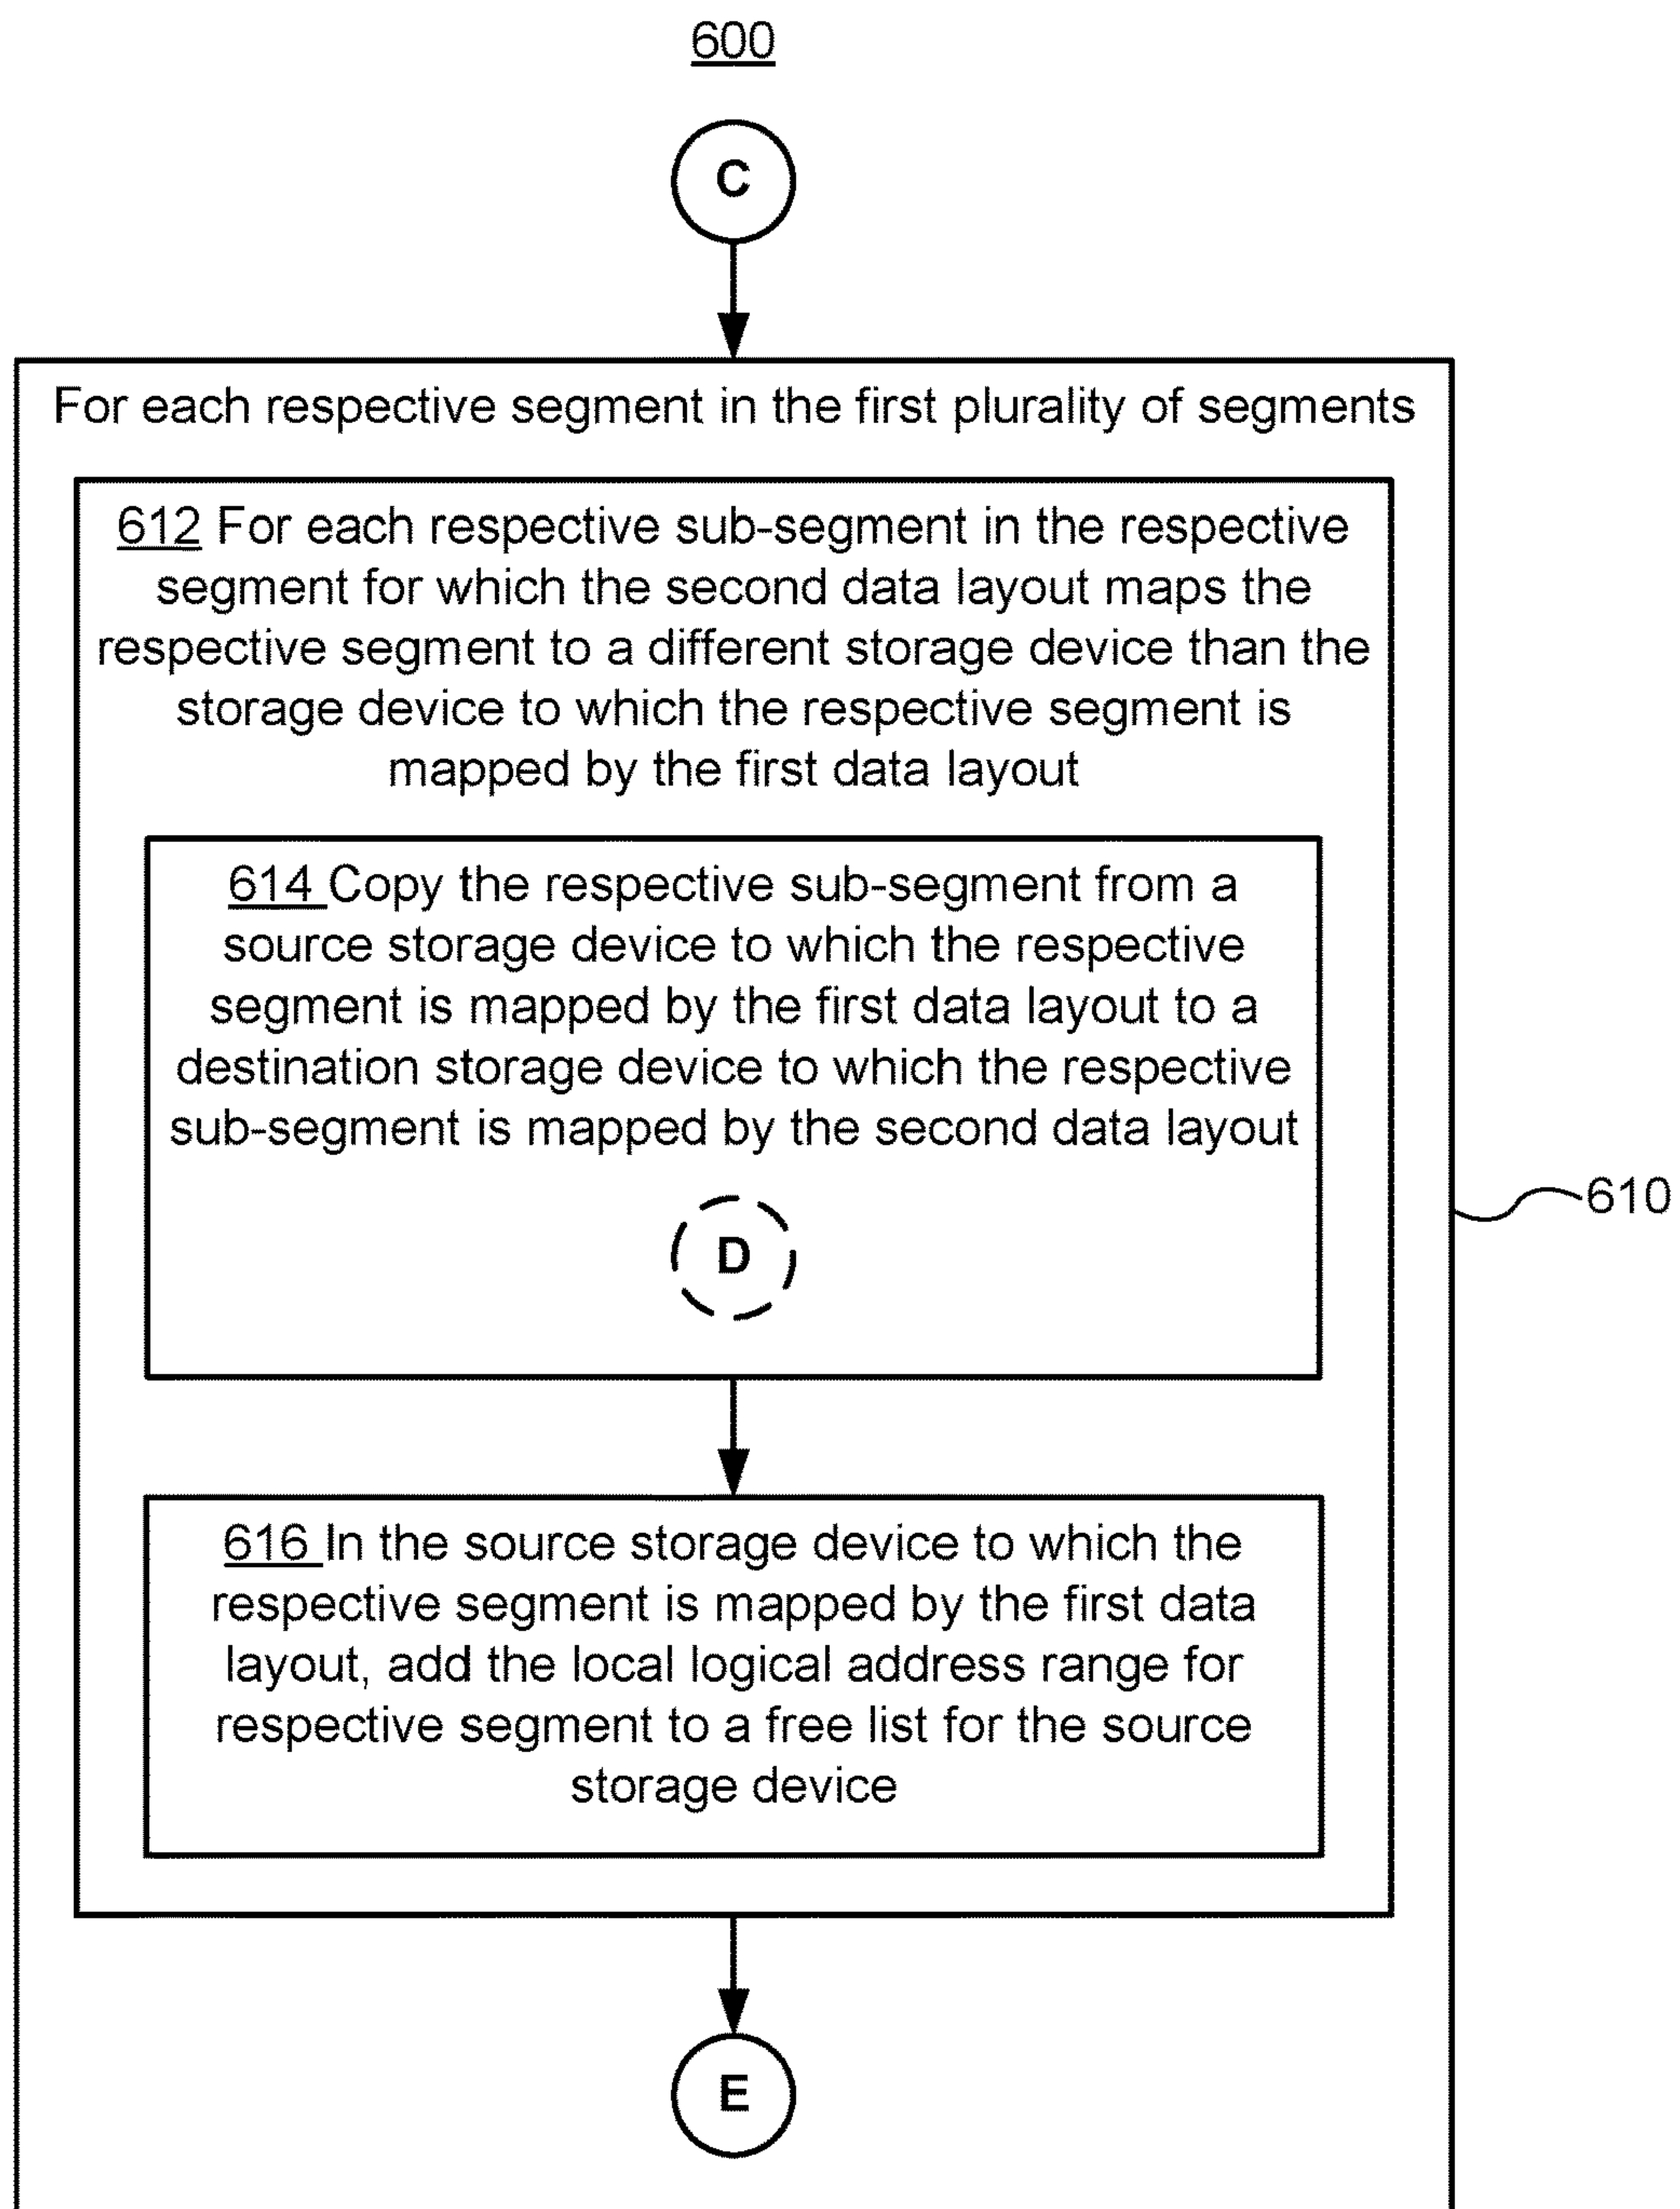 600
C
For each respective segment in the first plurality of segments
612 For each respective sub-segment in the respective
segment for which the second data layout maps the
respective segment to a different storage device than the
storage device to which the respective segment is
mapped by the first data layout
614 Copy the respective sub-segment from a
source storage device to which the respective
segment is mapped by the first data layout to a
destination storage device to which the respective
sub-segment is mapped by the second data layout
D
610
616 In the source storage device to which the
respective segment is mapped by the first data
layout, add the local logical address range for
respective segment to a free list for the source
storage device
E